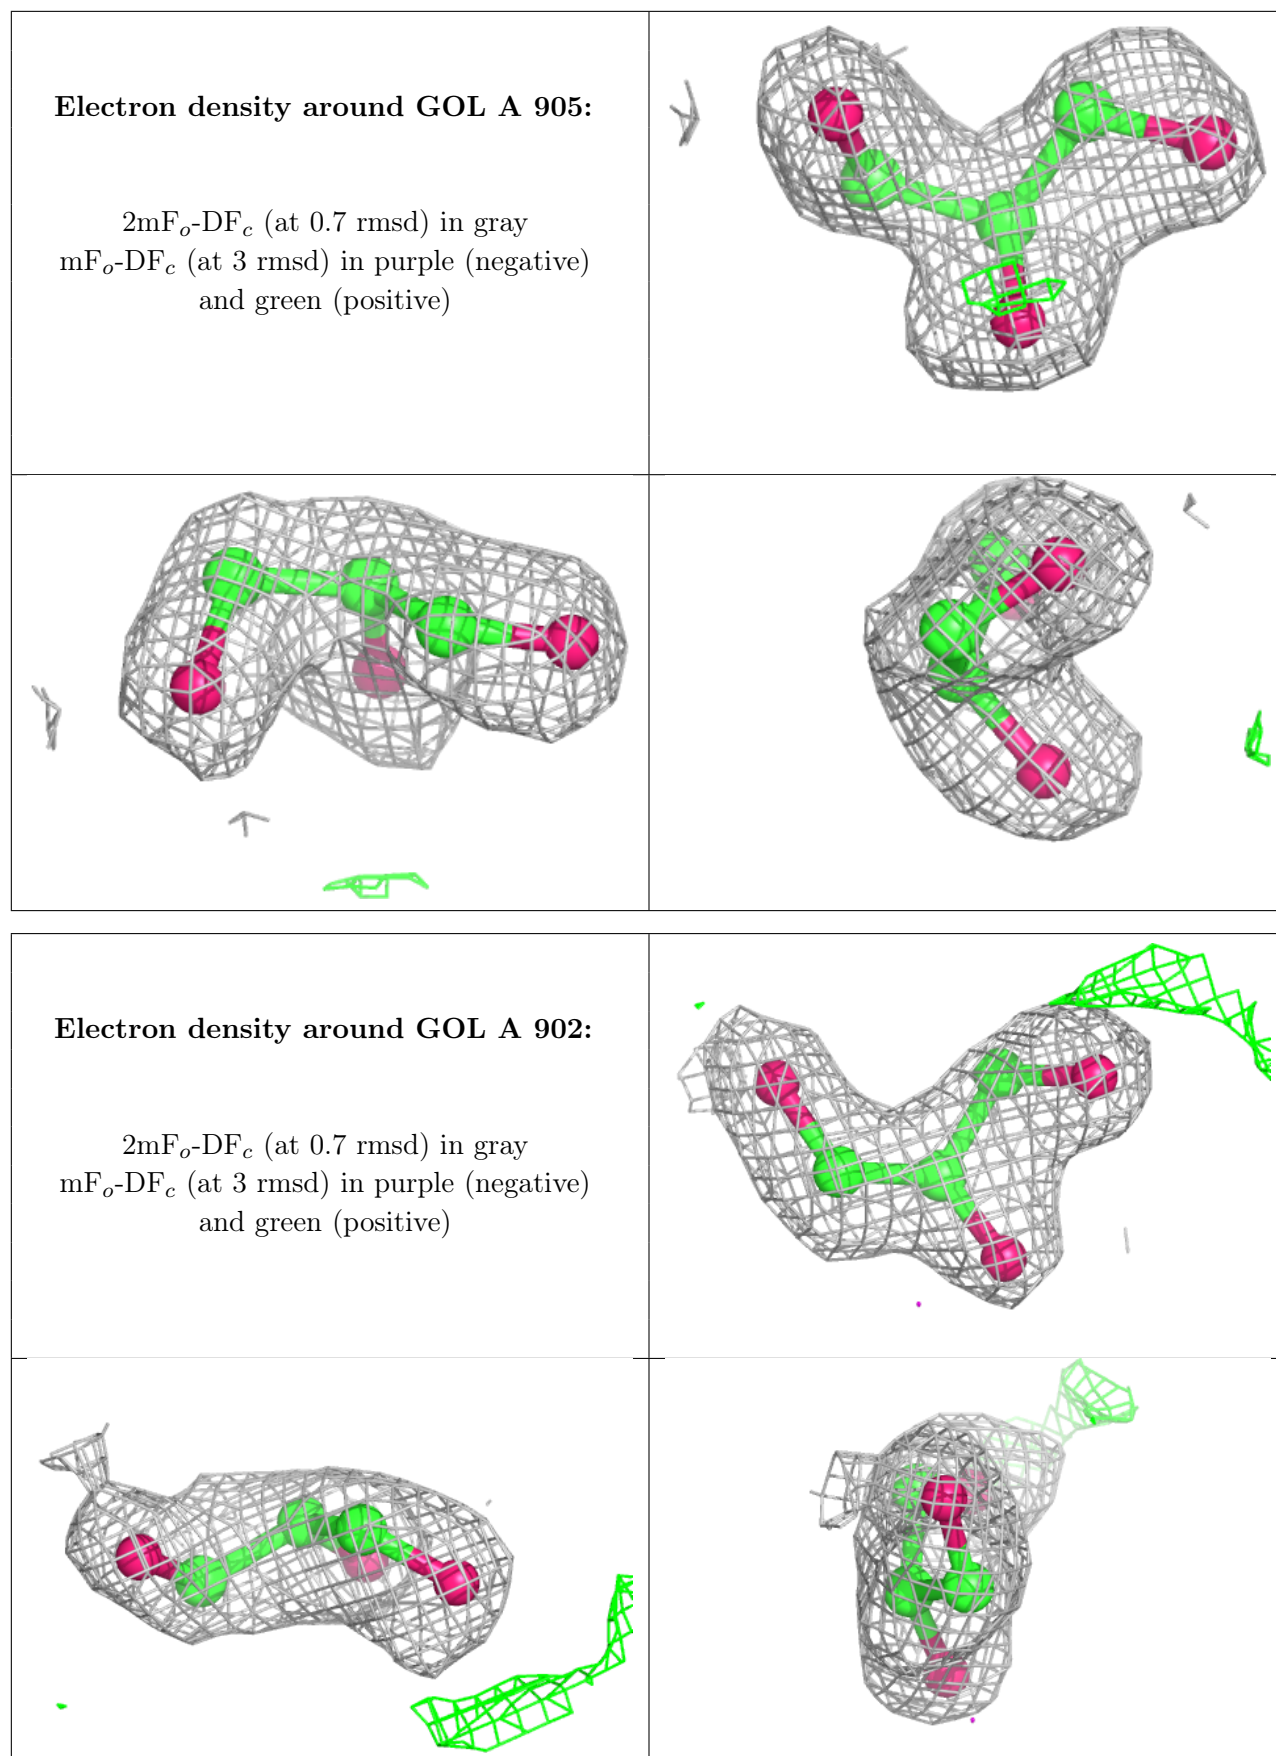 Electron density around GOL A 905:
2mFo-DFc (at 0.7 rmsd) in gray
mFo-DFc (at 3 rmsd) in purple (negative)
and green (positive)
Electron density around GOL A 902:
2mFo-DFc (at 0.7 rmsd) in gray
mFo-DFc (at 3 rmsd) in purple (negative)
and green (positive)